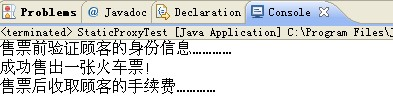 Problems @ Javadoc Declaration Console
<terminated> StaticProxyTest [Java Application] C:\Program Files\
售票前验证顾客的身份信息…………
成功售出一张火车票!
售票后收取顾客的手续费…………